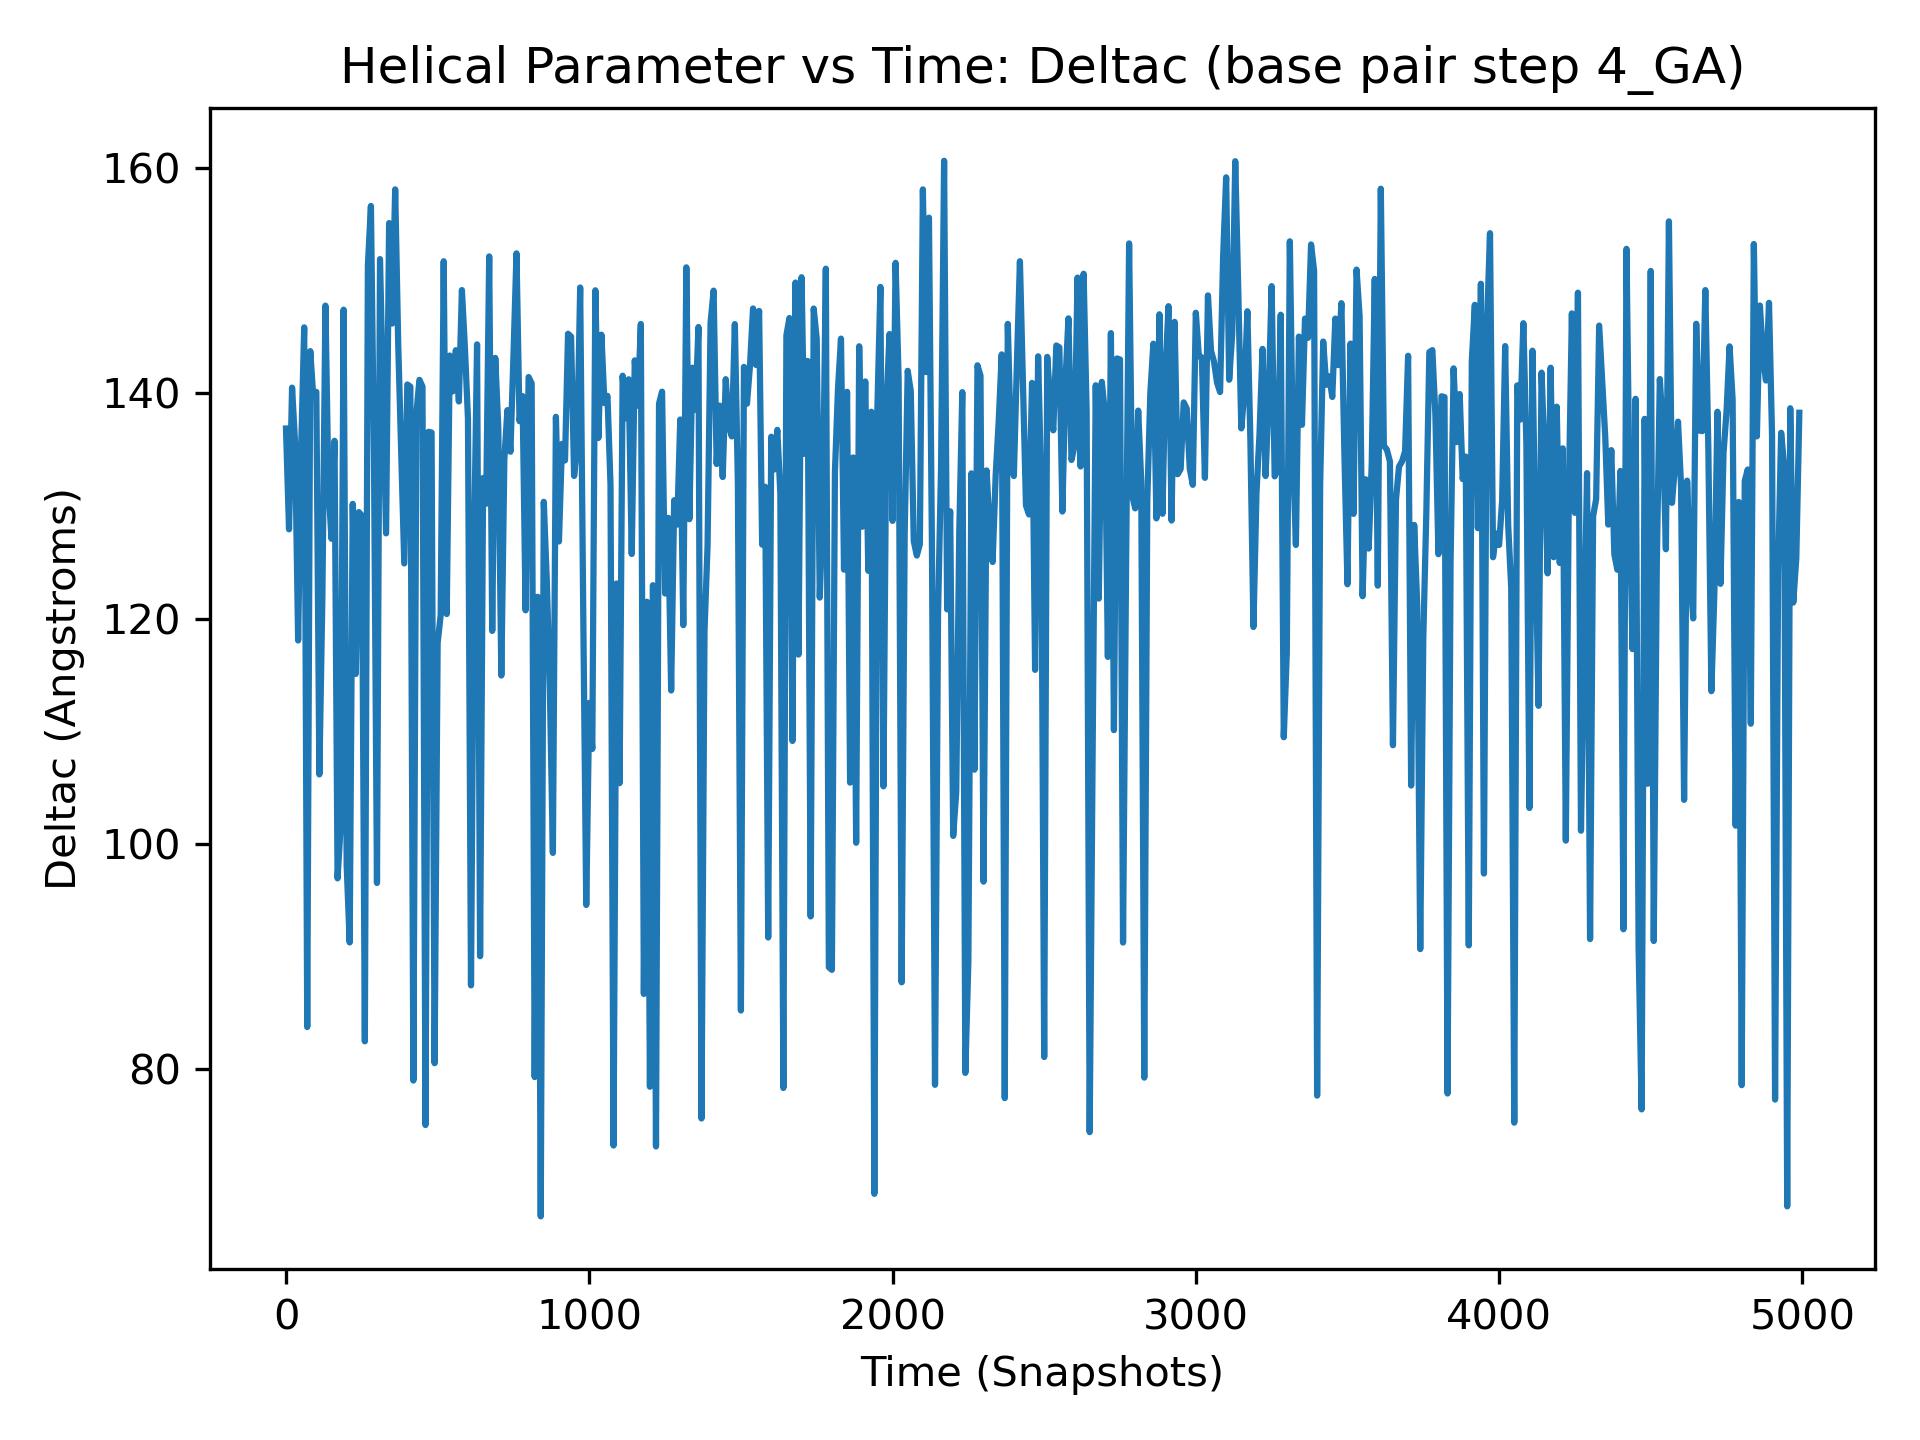 Helical Parameter vs Time: Deltac (base pair step 4_GA)
160
140
120
100
80
Deltac (Angstroms)
0 1000 2000 3000 4000 5000
Time (Snapshots)